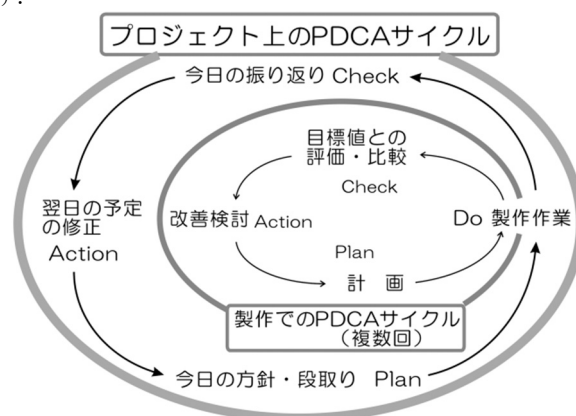 ) .
プロジェクト上のPDCAサイクル
今日の振り返り Check
目標値との
評価・比較
Check
翌日の予定
の修正
Action
改善検討 Action
Do 製作作業
Plan
計 画
製作でのPDCAサイクル
(複数回)
今日の方針・段取り Plan